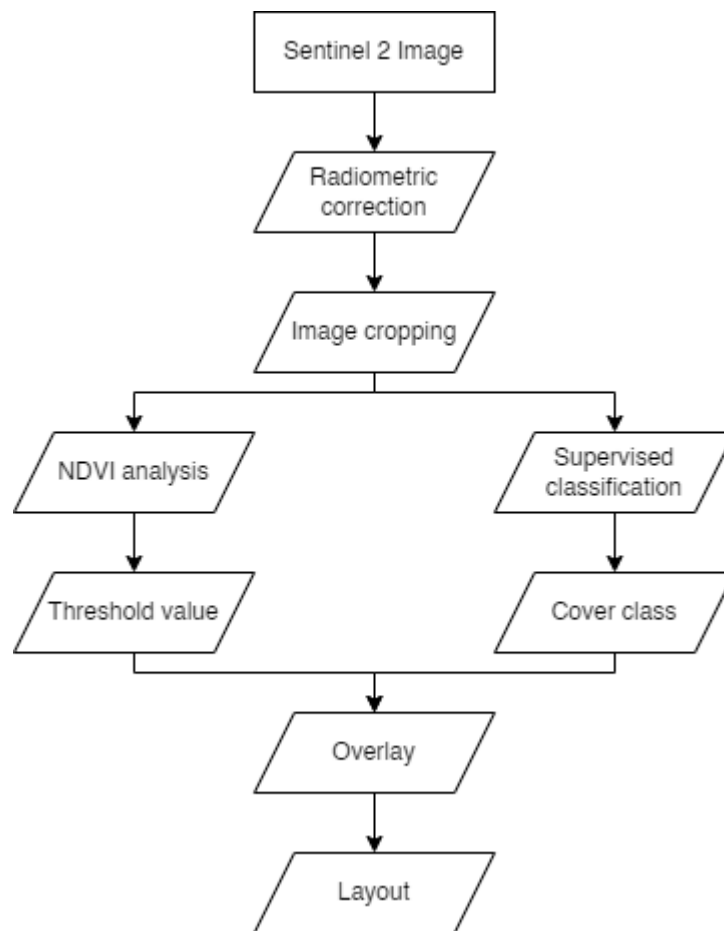 Sentinel 2 Image
Radiometric
correction
Image cropping
NDVI analysis
Supervised
classification
Threshold value
Cover class
Overlay
Layout